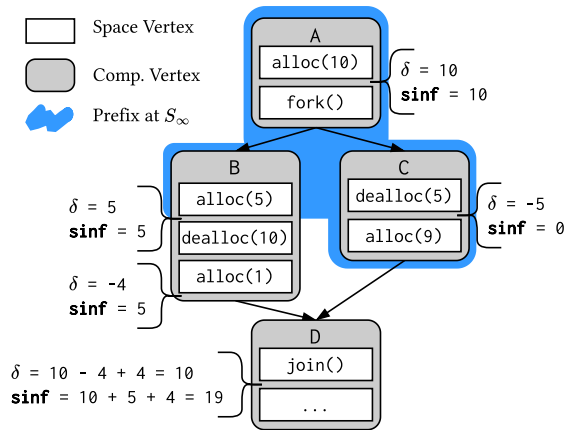 Space Vertex
Comp. Vertex
Prefix at S∞
A
alloc(10)
fork()
δ = 10
sinf = 10
B
alloc(5)
dealloc(10)
alloc(1)
δ = 5
sinf = 5
δ = -4
sinf = 5
C
dealloc(5)
alloc(9)
δ = -5
sinf = 0
D
join()
...
δ = 10 - 4 + 4 = 10
sinf = 10 + 5 + 4 = 19